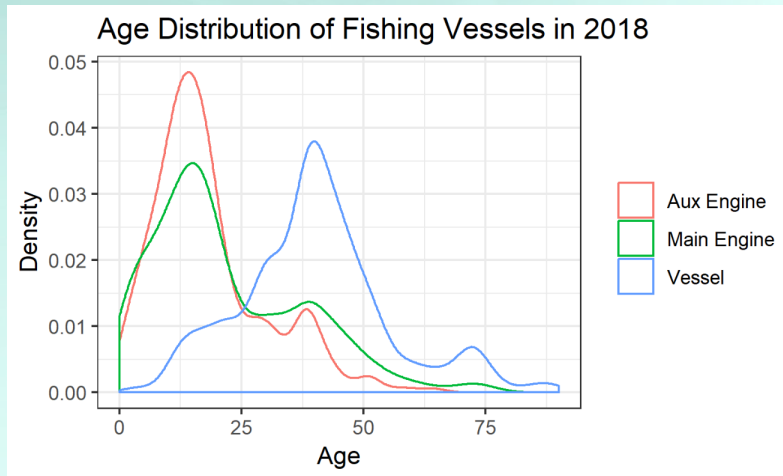 Age Distribution of Fishing Vessels in 2018
0.05
0.04
0.03
0.02
0.01
0.00
Density
0 25 50 75
Age
Aux Engine
Main Engine
Vessel